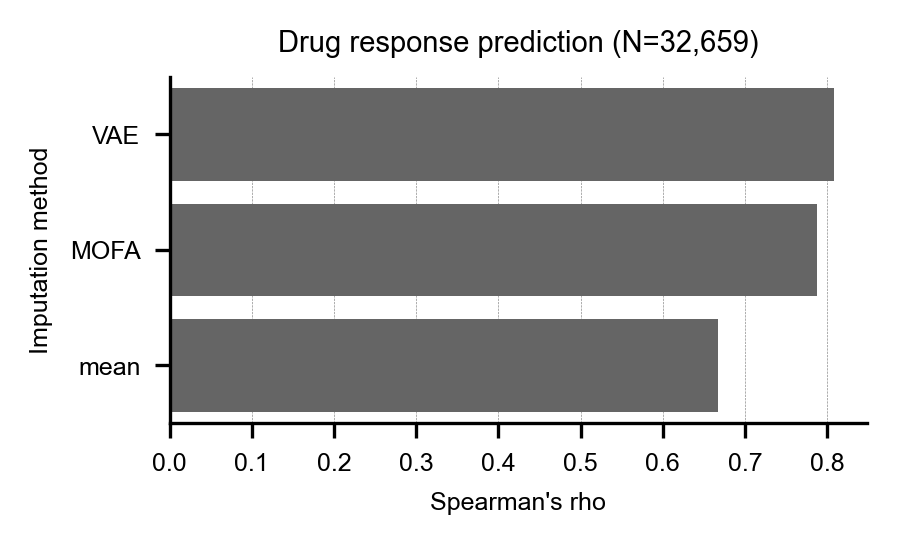 Drug response prediction (N=32,659)
Imputation method
VAE
MOFA
mean
0.0 0.1 0.2 0.3 0.4 0.5 0.6 0.7 0.8
Spearman's rho